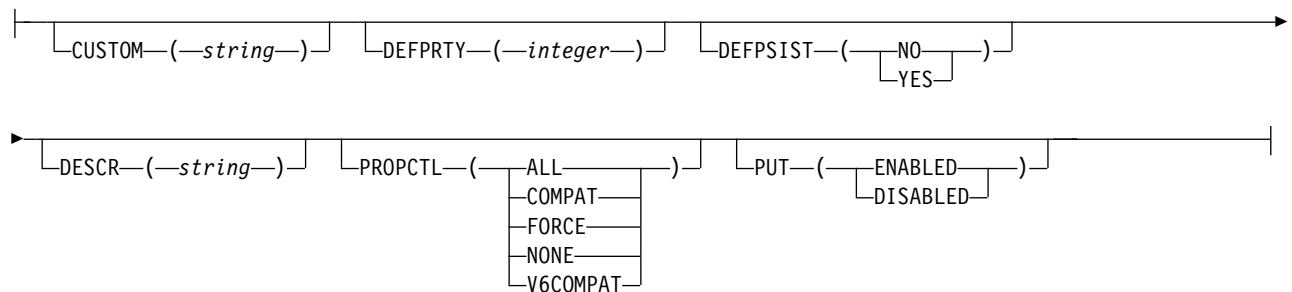 CUSTOM ( string ) DEFPRTY ( integer ) DEFPSIST ( NO )
YES
DESCR ( string ) PROPCTL ( ALL ) PUT ( ENABLED )
COMPAT DISABLED
FORCE
NONE
V6COMPAT